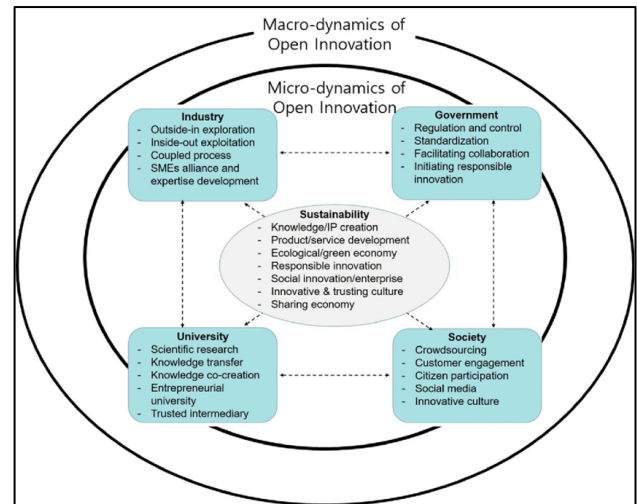 Macro-dynamics of
Open Innovation
Micro-dynamics of
Open Innovation
Industry
- Outside-in exploration
- Inside-out exploitation
- Coupled process
- SMEs alliance and
expertise development
Government
- Regulation and control
- Standardization
- Facilitating collaboration
- Initiating responsible
innovation
Sustainability
- Knowledge/IP creation
- Product/service development
- Ecological/green economy
- Responsible innovation
- Social innovation/enterprise
- Innovative & trusting culture
- Sharing economy
University
- Scientific research
- Knowledge transfer
- Knowledge co-creation
- Entrepreneurial
university
- Trusted intermediary
Society
- Crowdsourcing
- Customer engagement
- Citizen participation
- Social media
- Innovative culture